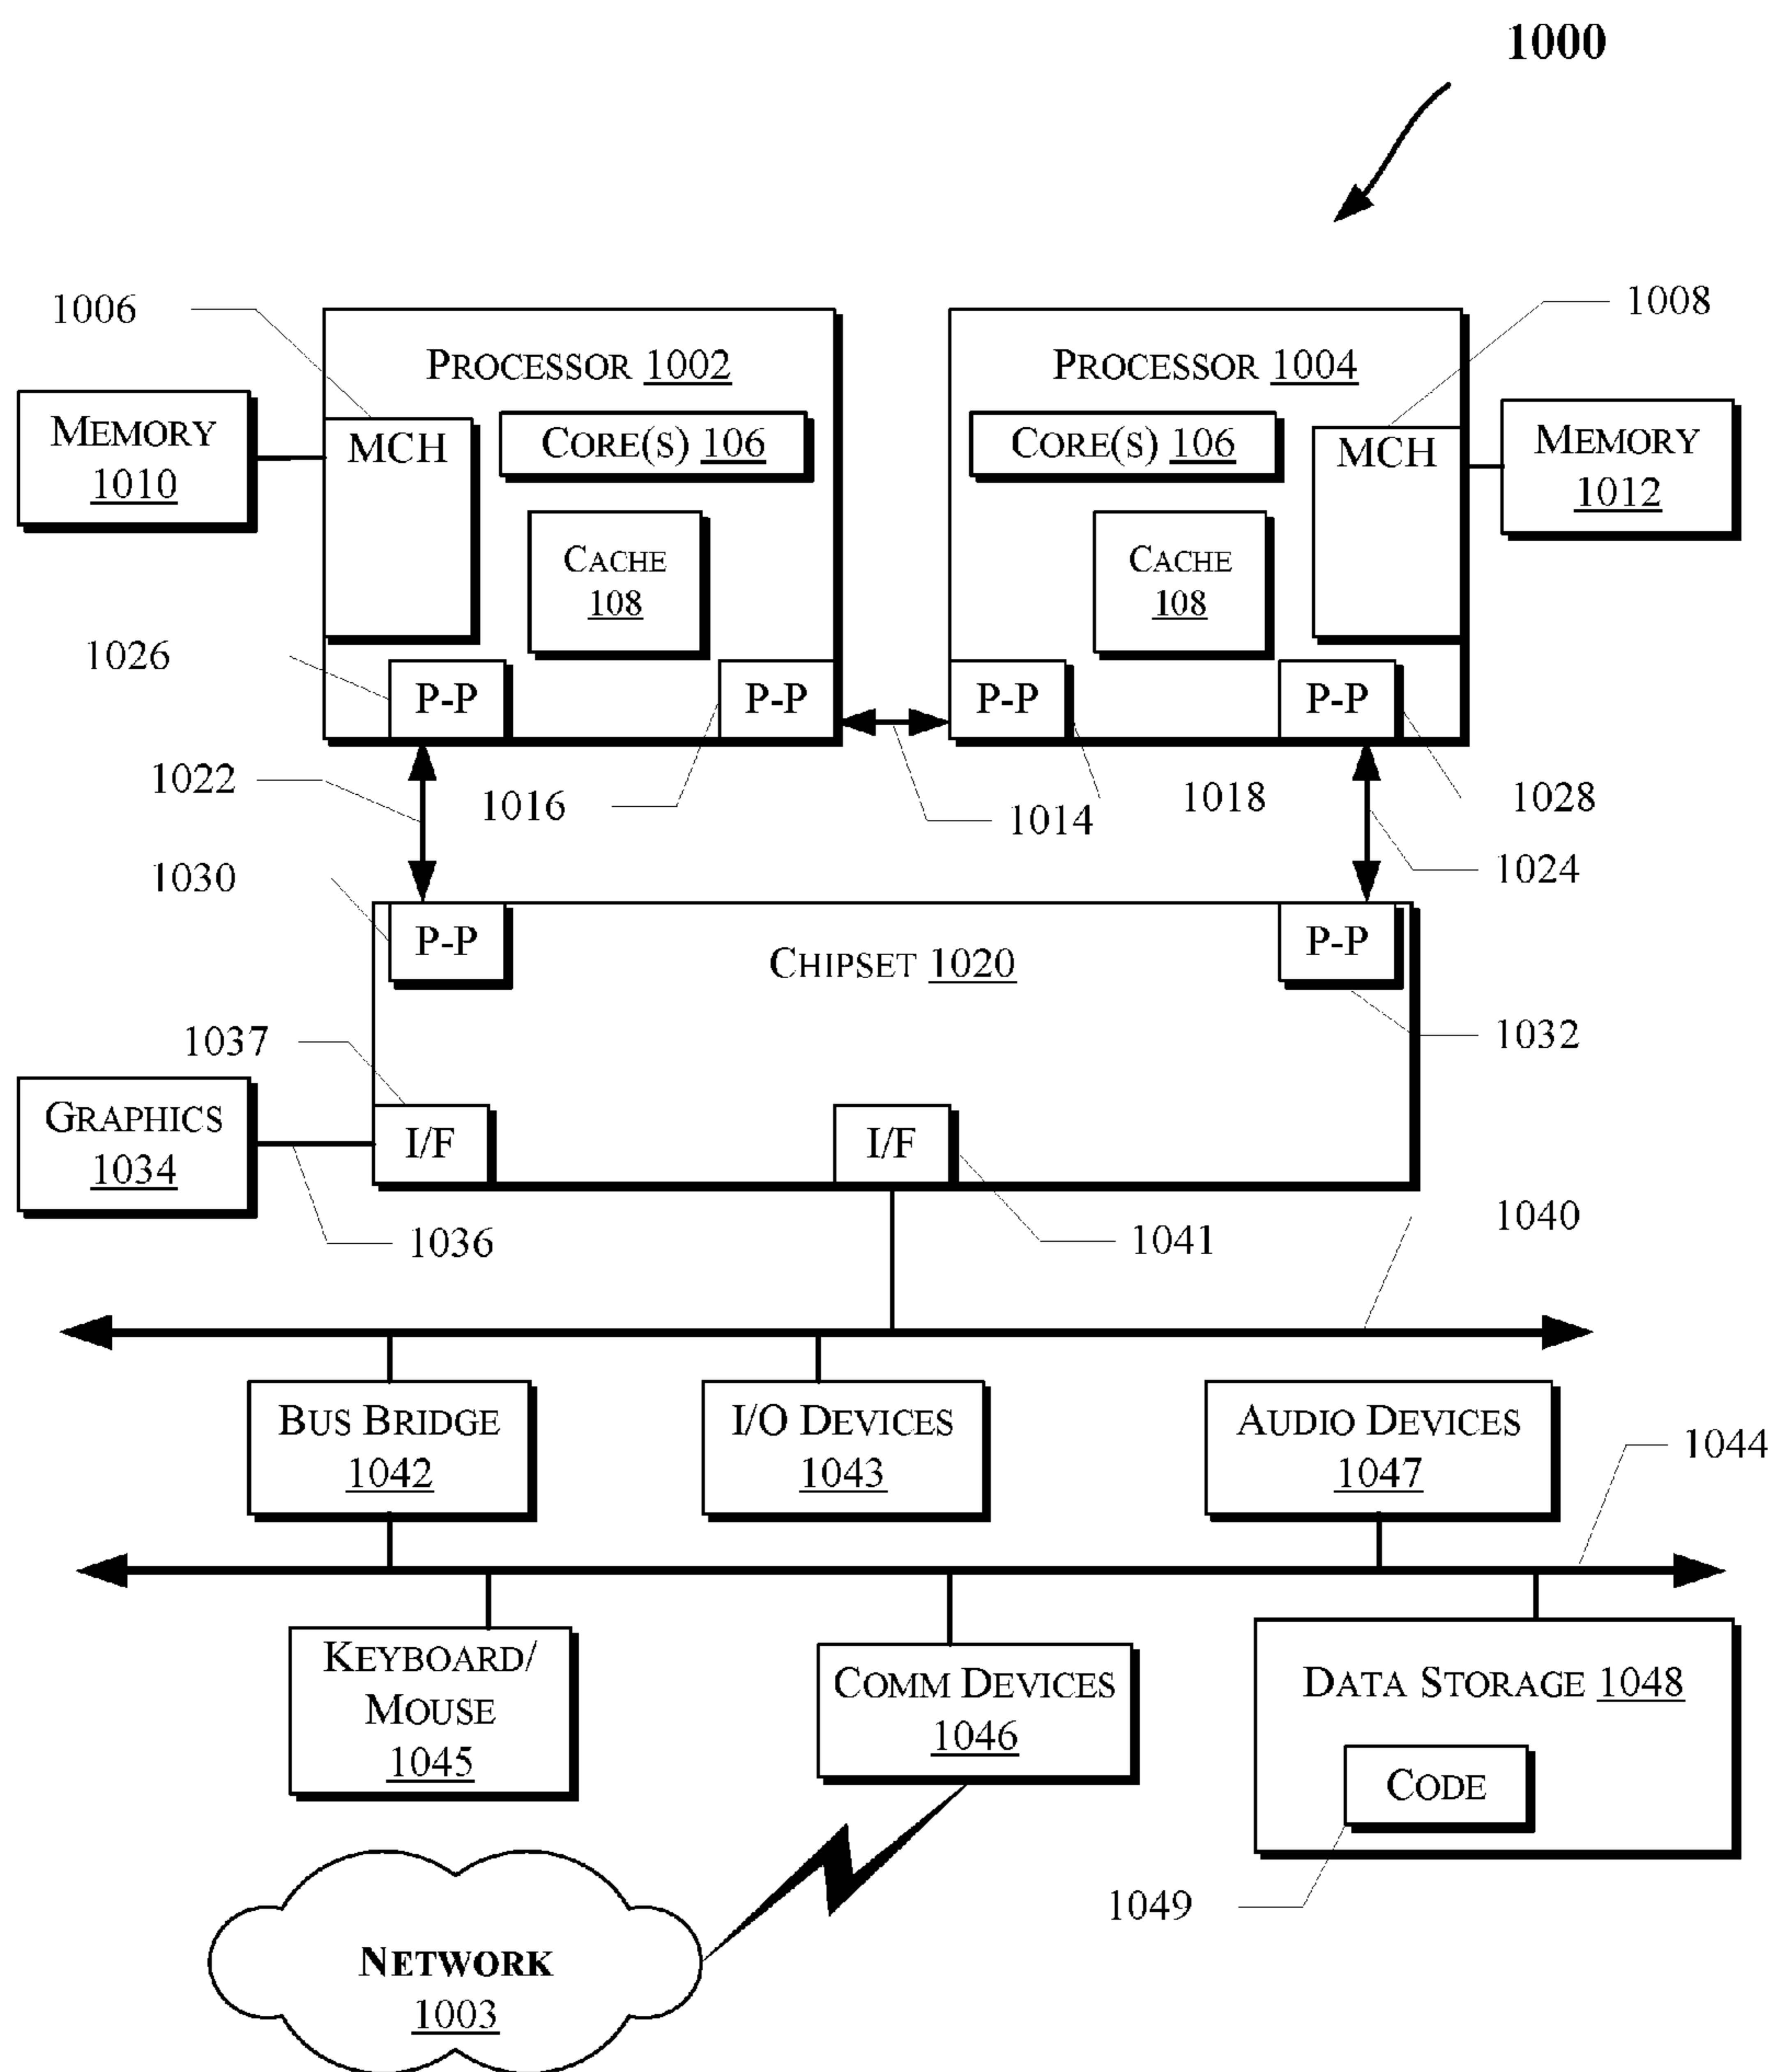 1000
1006
1008
PROCESSOR 1002
PROCESSOR 1004
MEMORY
1010
MCH
CORE(S) 106
CORE(S) 106
MCH
MEMORY
1012
CACHE
108
CACHE
108
1026
P-P
P-P
P-P
P-P
1022
1016
1014
1018
1028
1030
1024
P-P
CHIPSET 1020
P-P
1037
1032
GRAPHICS
1034
I/F
I/F
1036
1041
1040
BUS BRIDGE
1042
I/O DEVICES
1043
AUDIO DEVICES
1047
1044
KEYBOARD/
MOUSE
1045
COMM DEVICES
1046
DATA STORAGE 1048
CODE
1049
NETWORK
1003